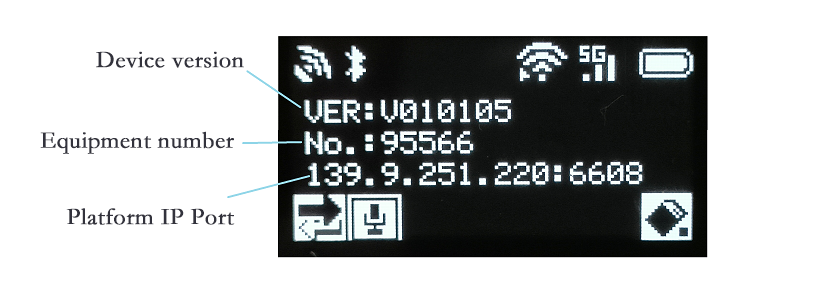 5G
Device version
VER:V010105
Equipment number
No.:95566
139.9.251.220:6608
Platform IP Port